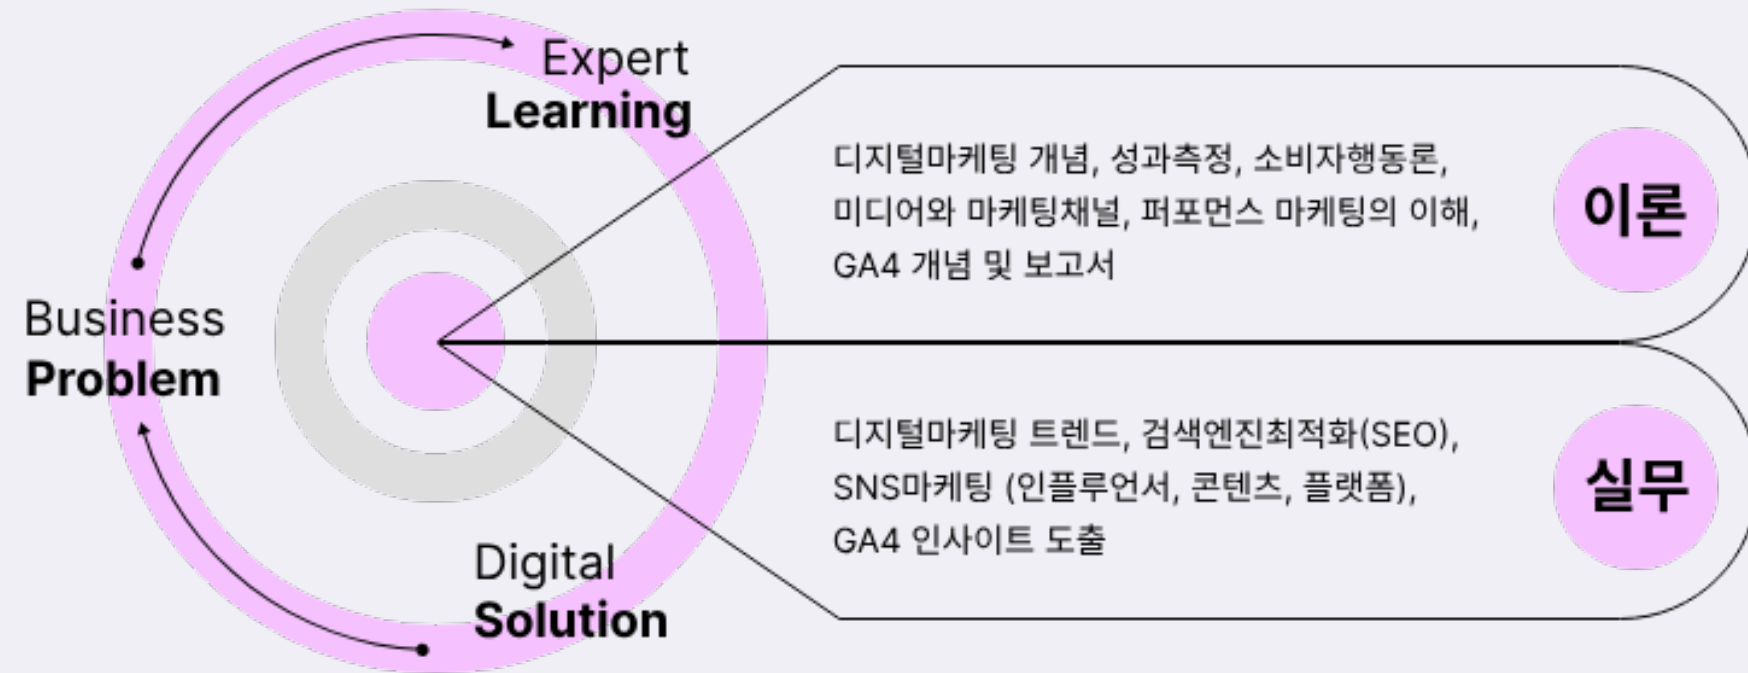 Expert
Learning
Business
Problem
Digital
Solution
디지털마케팅 개념, 성과측정, 소비자행동론,
미디어와 마케팅채널, 퍼포먼스 마케팅의 이해,
GA4 개념 및 보고서
이론
디지털마케팅 트렌드, 검색엔진최적화(SEO),
SNS마케팅 (인플루언서, 콘텐츠, 플랫폼),
GA4 인사이트 도출
실무